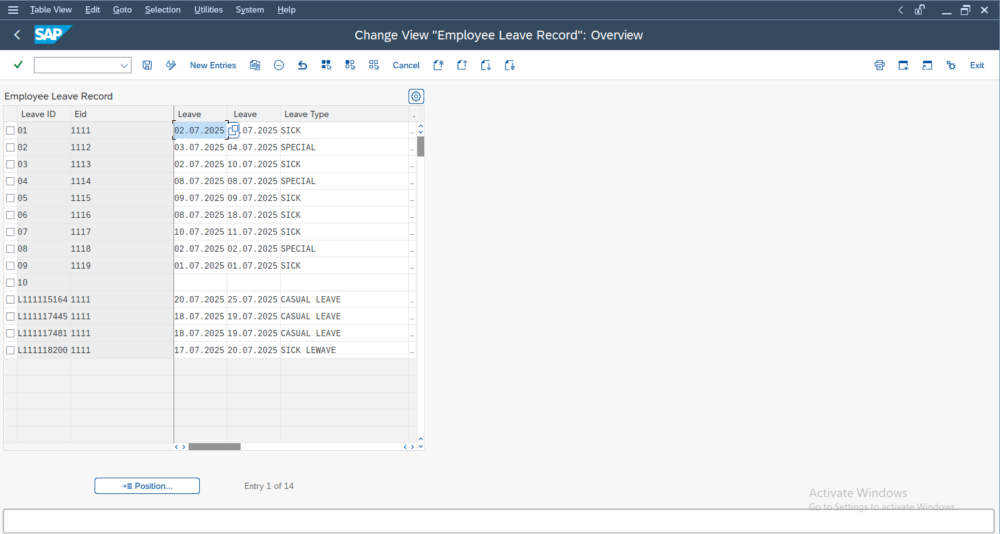 Table View Edit Goto Selection Utilities System Help
SAP Change View "Employee Leave Record": Overview
New Entries Cancel Exit
Employee Leave Record
Leave ID Eid Leave Leave Leave Type .
01 1111 02.07.2025 .07.2025 SICK ...
02 1112 03.07.2025 04.07.2025 SPECIAL ...
03 1113 02.07.2025 10.07.2025 SICK ...
04 1114 08.07.2025 08.07.2025 SPECIAL ...
05 1115 09.07.2025 09.07.2025 SICK ...
06 1116 08.07.2025 18.07.2025 SICK ...
07 1117 10.07.2025 11.07.2025 SICK ...
08 1118 02.07.2025 02.07.2025 SPECIAL ...
09 1119 01.07.2025 01.07.2025 SICK ...
10
L111115164 1111 20.07.2025 25.07.2025 CASUAL LEAVE ...
L111117445 1111 18.07.2025 19.07.2025 CASUAL LEAVE ...
L111117481 1111 18.07.2025 19.07.2025 CASUAL LEAVE ...
L111118200 1111 17.07.2025 20.07.2025 SICK LEWAVE ...
Position... Entry 1 of 14
Activate Windows
Go to Settings to activate Windows.